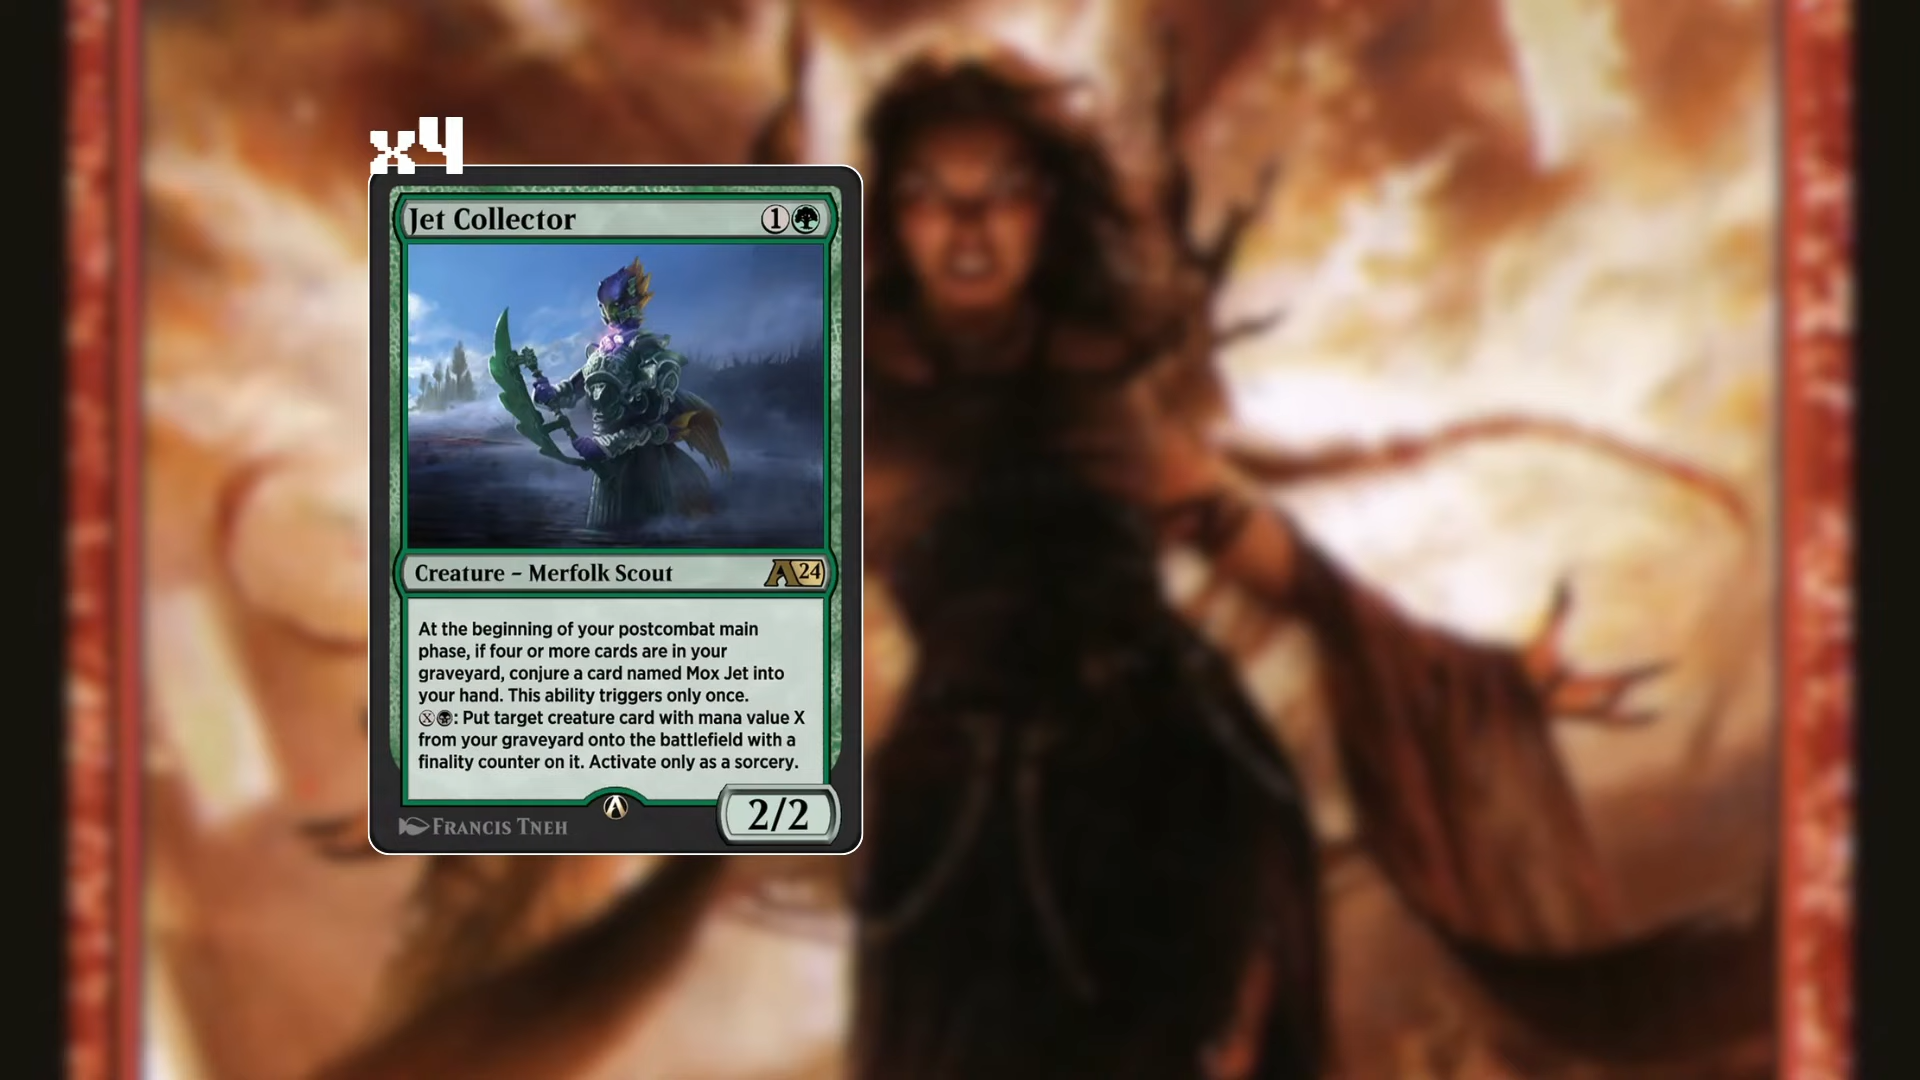 x4
Jet Collector 1
Creature – Merfolk Scout A24
At the beginning of your postcombat main
phase, if four or more cards are in your
graveyard, conjure a card named Mox Jet into
your hand. This ability triggers only once.
X: Put target creature card with mana value X
from your graveyard onto the battlefield with a
finality counter on it. Activate only as a sorcery.
2/2
Francis Tneh